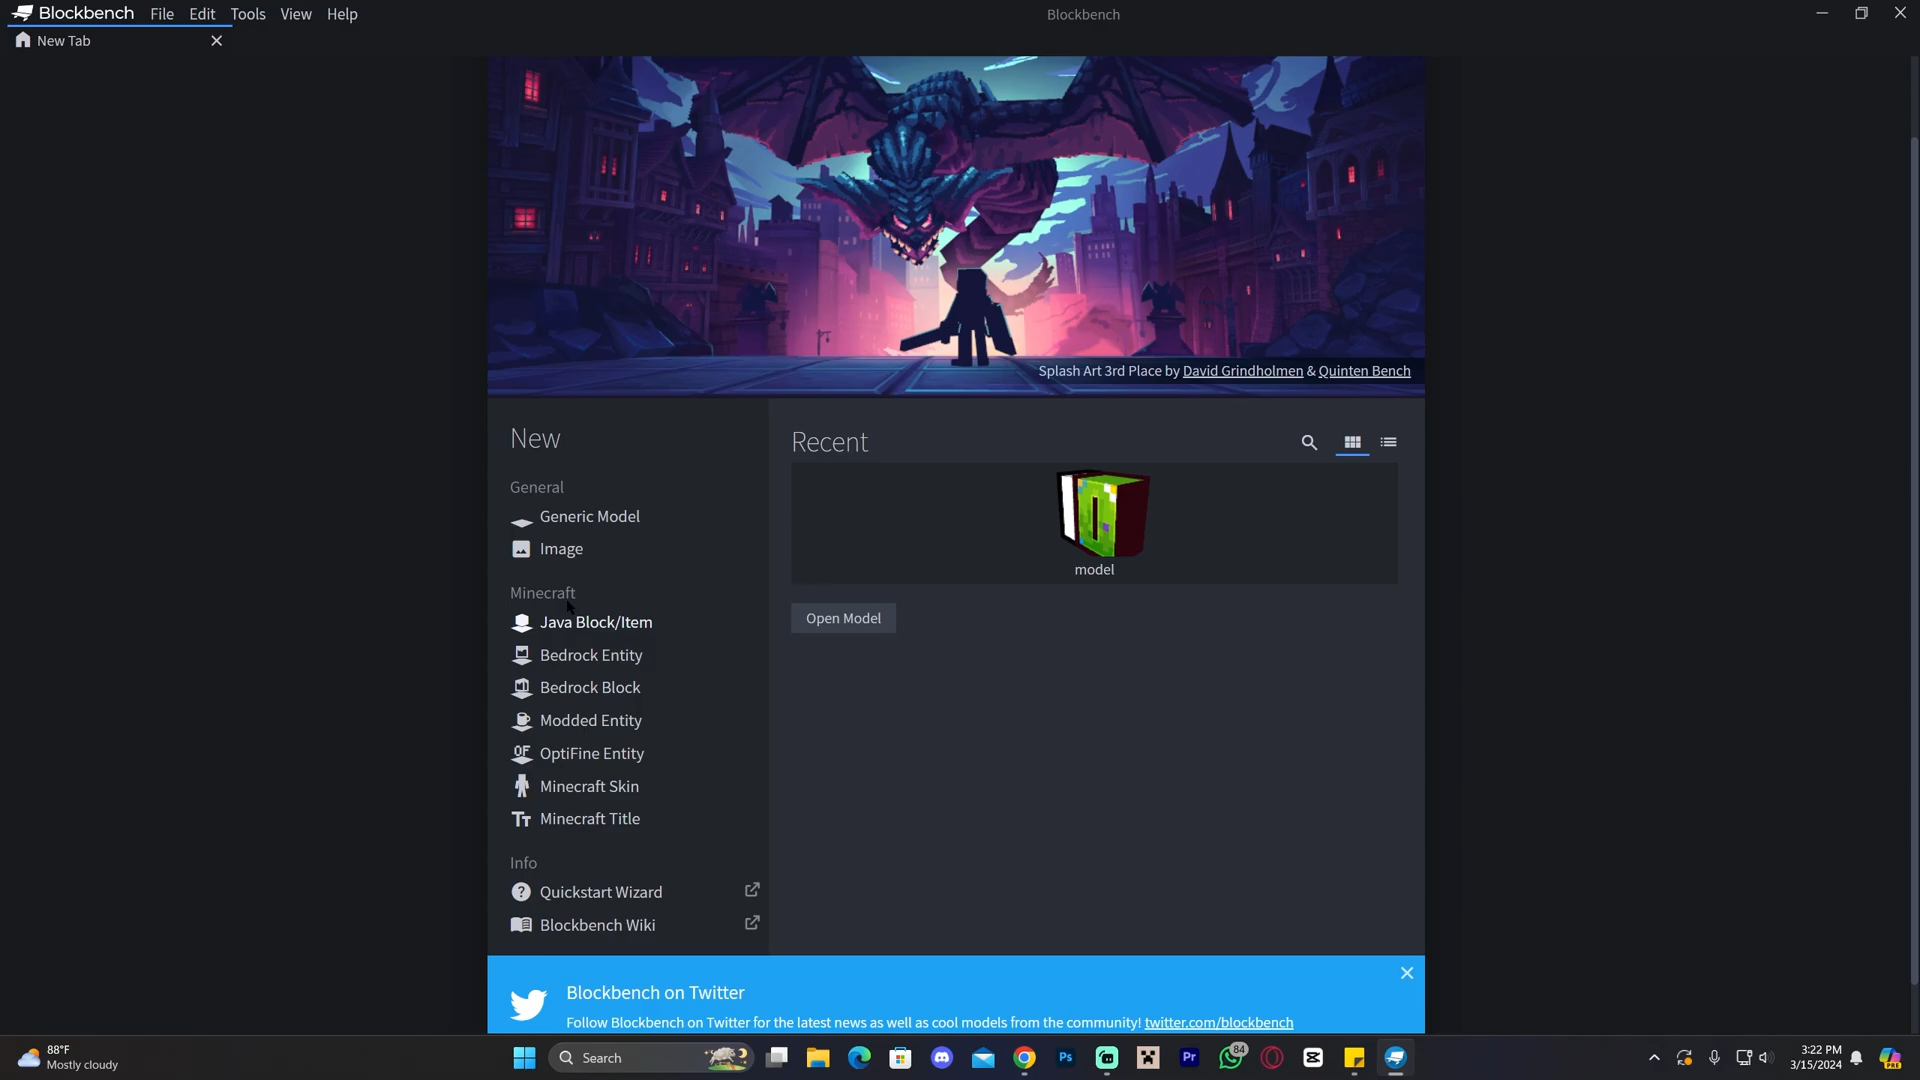 Blockbench File Edit Tools View Help Blockbench
New Tab
Splash Art 3rd Place by David Grindholmen & Quinten Bench
New
General
Generic Model
Image
Minecraft
Java Block/Item
Bedrock Entity
Bedrock Block
Modded Entity
OF OptiFine Entity
Minecraft Skin
TT Minecraft Title
Info
? Quickstart Wizard
Blockbench Wiki
Recent
model
Open Model
Blockbench on Twitter
Follow Blockbench on Twitter for the latest news as well as cool models from the community! twitter.com/blockbench
88°F
Mostly cloudy
Search
Ps
Pr
84
3:22 PM
3/15/2024
PRE